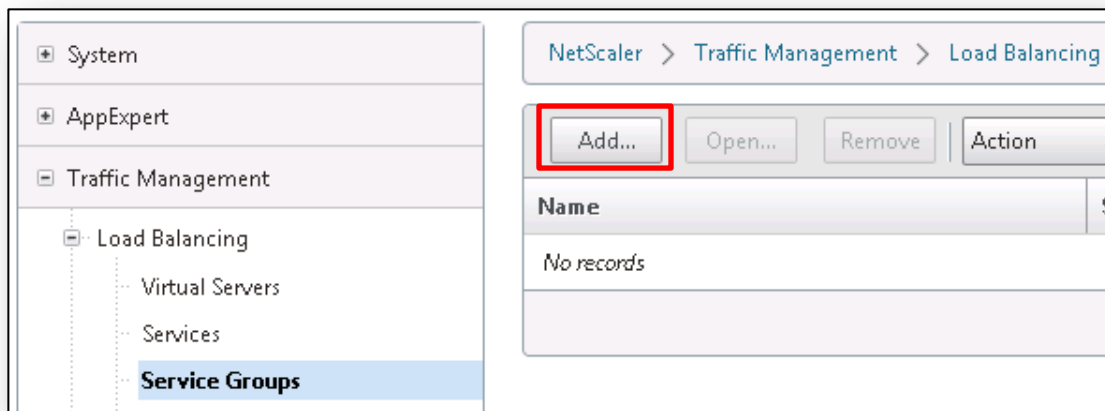 System
AppExpert
Traffic Management
Load Balancing
Virtual Servers
Services
Service Groups
NetScaler > Traffic Management > Load Balancing
Add... Open... Remove Action
Name
No records